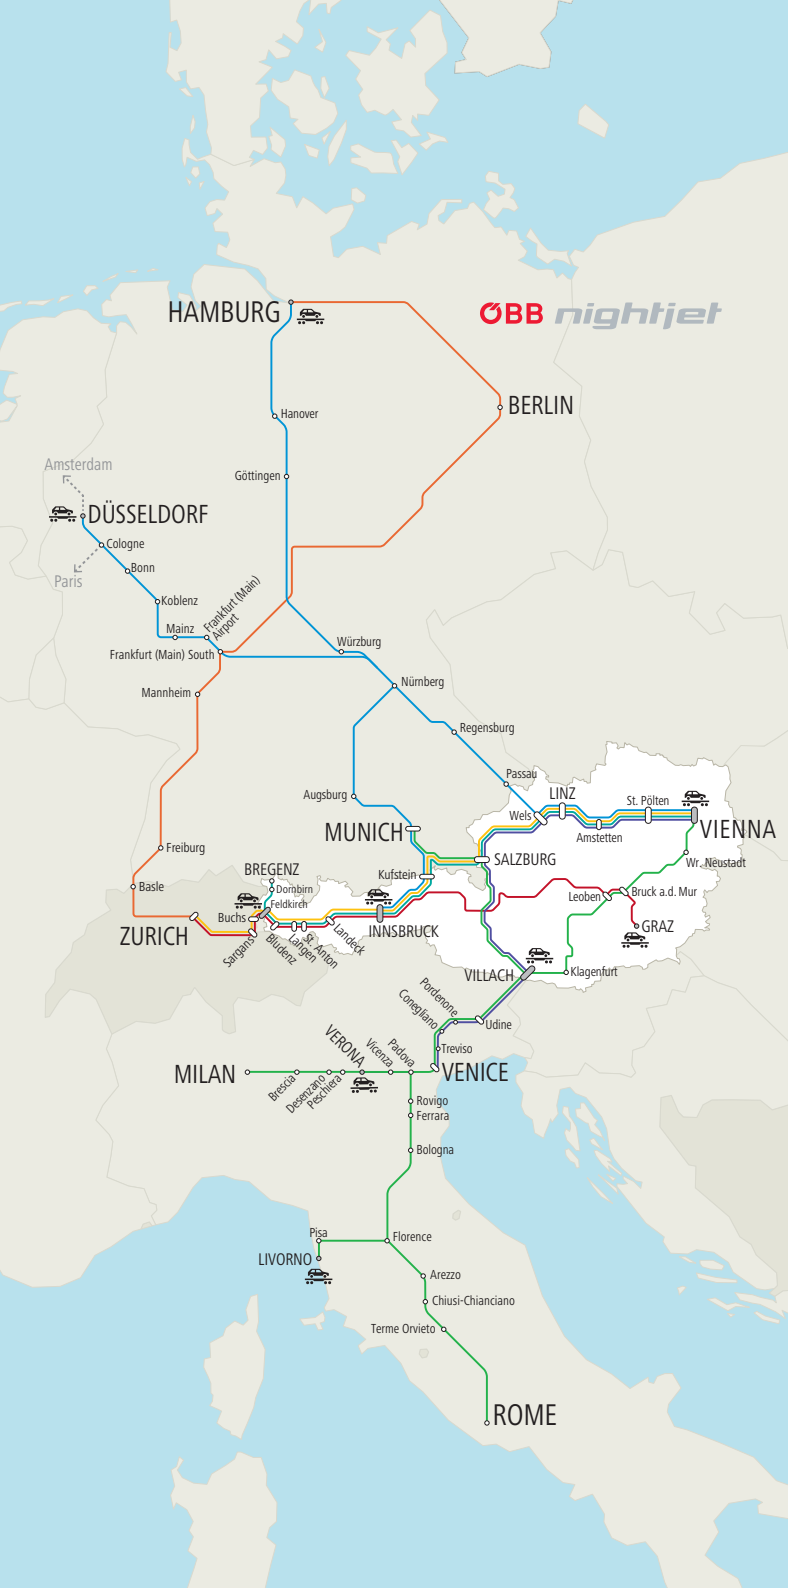 HAMBURG
ÖBB nightjet
BERLIN
Hanover
Amsterdam
Göttingen
DÜSSELDORF
Cologne
Paris
Bonn
Koblenz
Mainz
Frankfurt (Main)
Airport
Frankfurt (Main) South
Würzburg
Mannheim
Nürnberg
Regensburg
Passau
Augsburg
LINZ
St. Pölten
Wels
MUNICH
Amstetten
VIENNA
Freiburg
SALZBURG
Wr. Neustadt
BREGENZ
Kufstein
Basle
Dornbirn
Leoben
Bruck a.d. Mur
Feldkirch
Buchs
ZURICH
INNSBRUCK
GRAZ
Sargans
Bludenz
Langen
St. Anton
Landeck
VILLACH
Klagenfurt
Pordenone
Conegliano
Udine
VERONA
Vicenza
Padova
Treviso
MILAN
VENICE
Brescia
Desenzano
Peschiera
Rovigo
Ferrara
Bologna
Pisa
Florence
LIVORNO
Arezzo
Chiusi-Chianciano
Terme Orvieto
ROME